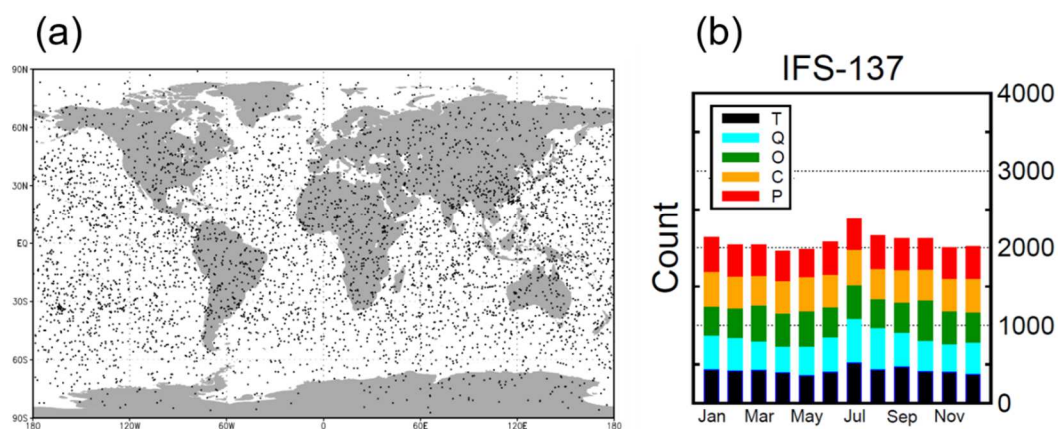 (a)
90N
60N
30N
EQ
30S
60S
90S
180 120W 60W 0 60E 120E 180
(b)
IFS-137
T
Q
O
C
P
Count
4000
3000
2000
1000
0
Jan Mar May Jul Sep Nov